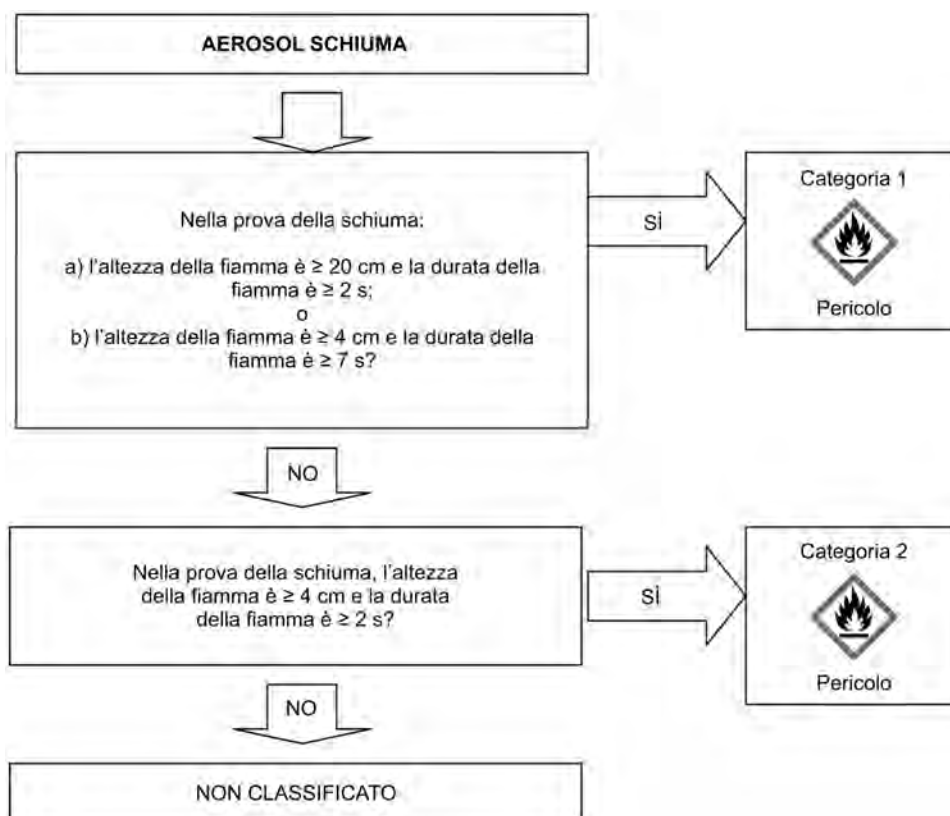 AEROSOL SCHIUMA
Nella prova della schiuma:
a) l'altezza della fiamma è ≥ 20 cm e la durata della
fiamma è ≥ 2 s;
o
b) l'altezza della fiamma è ≥ 4 cm e la durata della
fiamma è ≥ 7 s?
SÌ
Categoria 1
Pericolo
NO
Nella prova della schiuma, l'altezza
della fiamma è ≥ 4 cm e la durata
della fiamma è ≥ 2 s?
SÌ
Categoria 2
Pericolo
NO
NON CLASSIFICATO